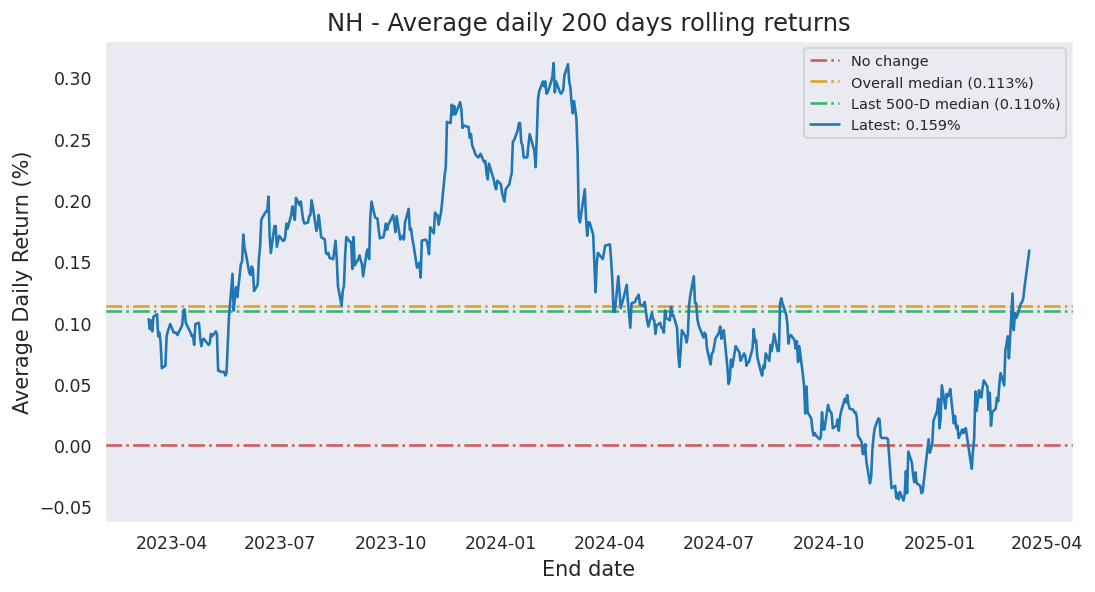 NH - Average daily 200 days rolling returns
No change
Overall median (0.113%)
Last 500-D median (0.110%)
Latest: 0.159%
Average Daily Return (%)
0.30
0.25
0.20
0.15
0.10
0.05
0.00
−0.05
2023-04 2023-07 2023-10 2024-01 2024-04 2024-07 2024-10 2025-01 2025-04
End date